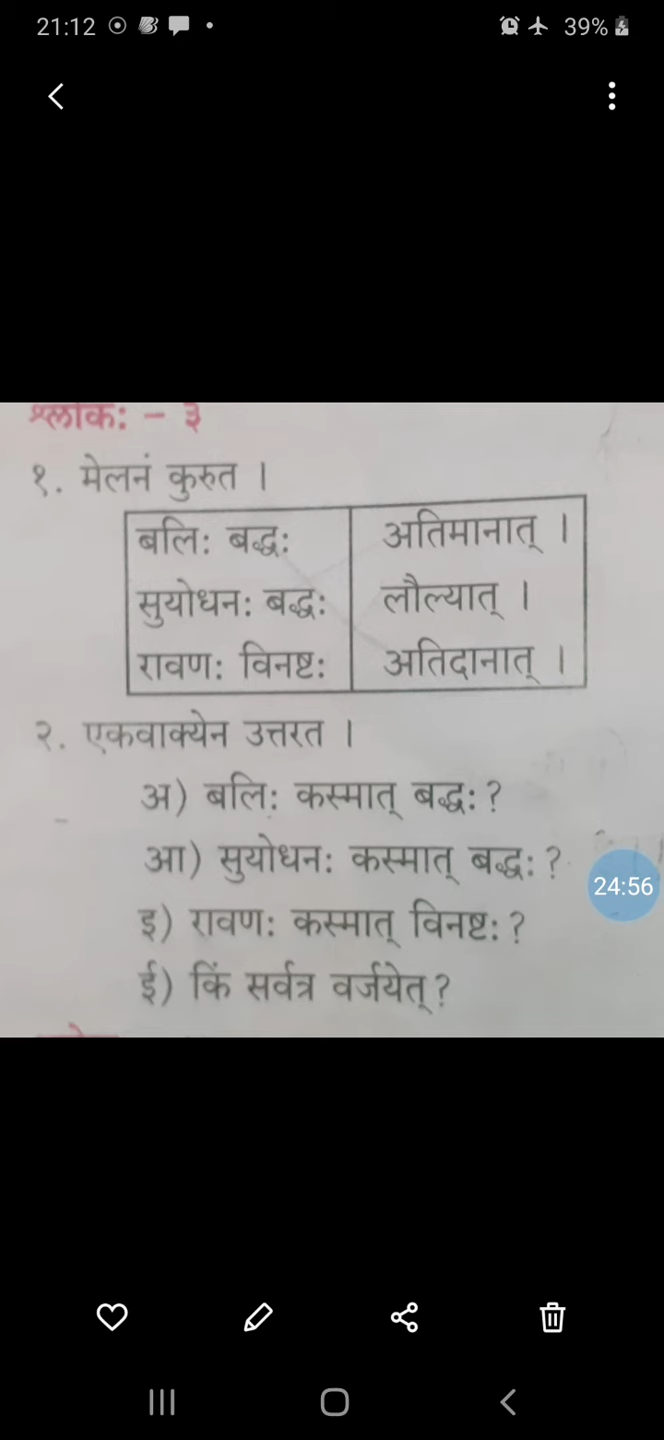 21:12 39%
श्लोकः - ३
१. मेलनं कुरुत ।
बलिः बद्धः अतिमानात् ।
सुयोधनः बद्धः लौल्यात् ।
रावणः विनष्टः अतिदानात् ।
२. एकवाक्येन उत्तरत ।
अ) बलिः कस्मात् बद्धः?
आ) सुयोधनः कस्मात् बद्धः?
24:56
इ) रावणः कस्मात् विनष्टः?
ई) किं सर्वत्र वर्जयेत्?